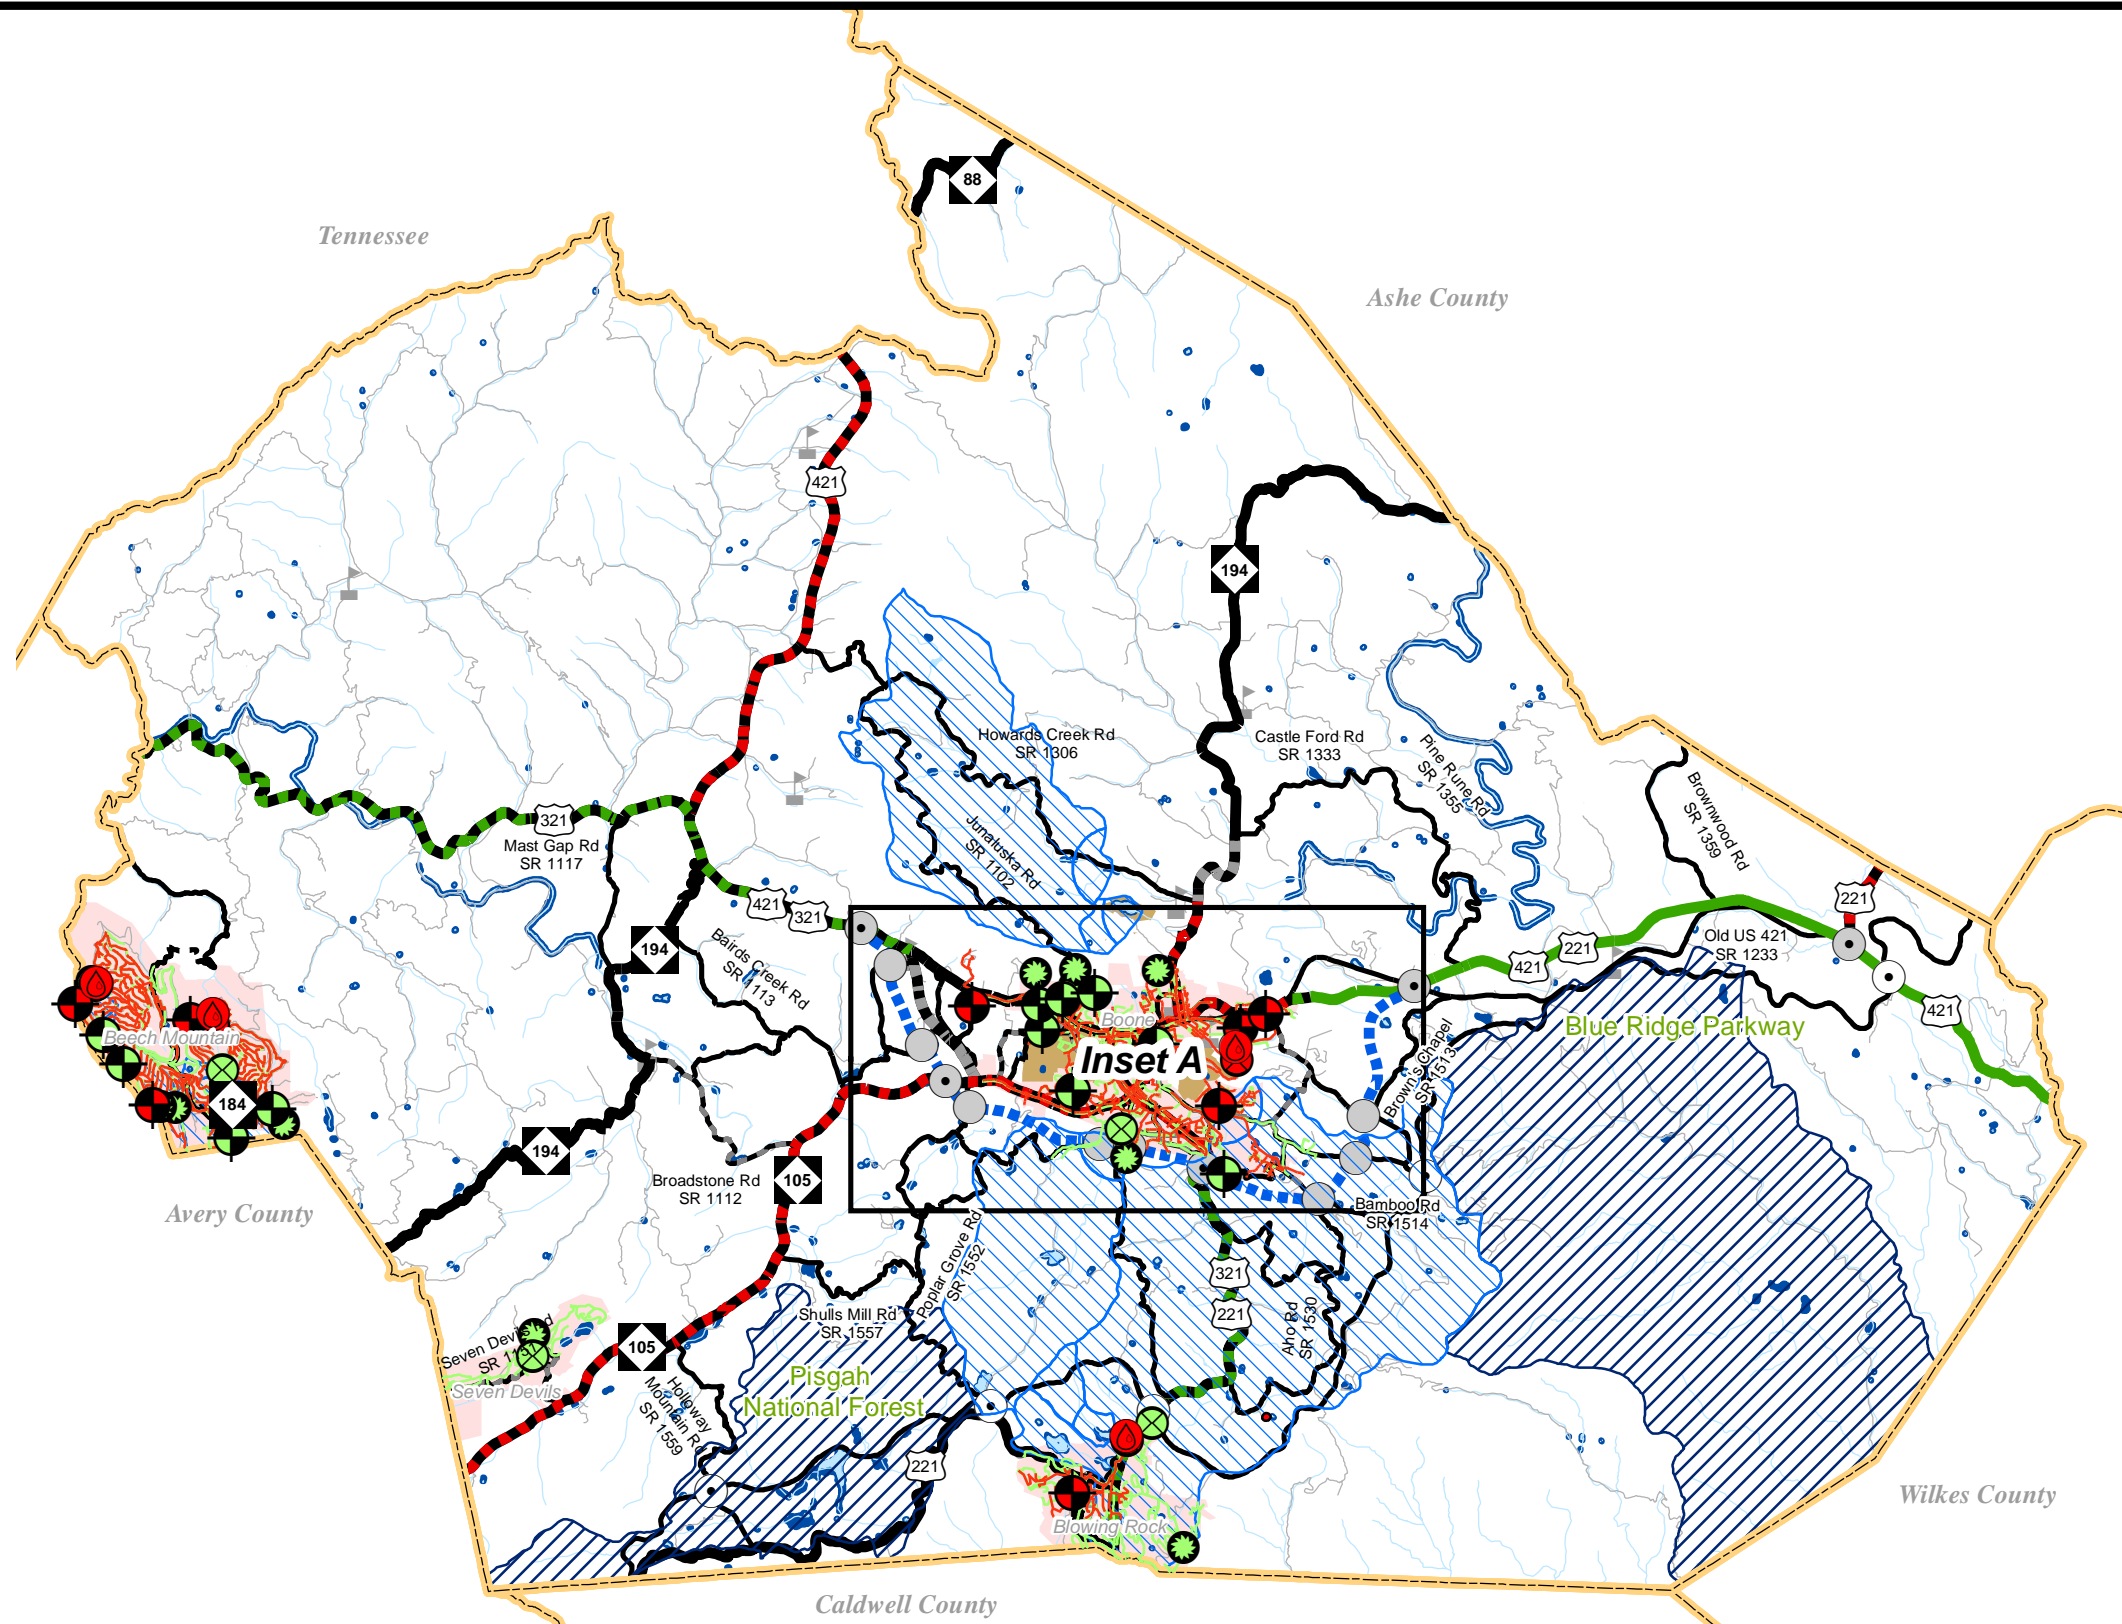 88
Tennessee
Ashe County
421
194
Howards Creek Rd
SR 1306
Castle Ford Rd
SR 1333
Pine Rune Rd
SR 1355
Brownwood Rd
SR 1359
321
Mast Gap Rd
SR 1117
Junaluska Rd
SR 1102
421
321
221
194
Bairds Creek Rd
SR 1113
421
221
Old US 421
SR 1233
421
Boone
Blue Ridge Parkway
Beech Mountain
Inset A
Brown's Chapel
SR 1513
184
194
Broadstone Rd
SR 1112
105
Bamboo Rd
SR 1514
Avery County
Poplar Grove Rd
SR 1552
321
221
Aho Rd
SR 1530
Shulls Mill Rd
SR 1557
Seven Devils Rd
SR 1151
105
Seven Devils
Pisgah
National Forest
Holloway
Mountain Rd
SR 1559
221
Wilkes County
Blowing Rock
Caldwell County